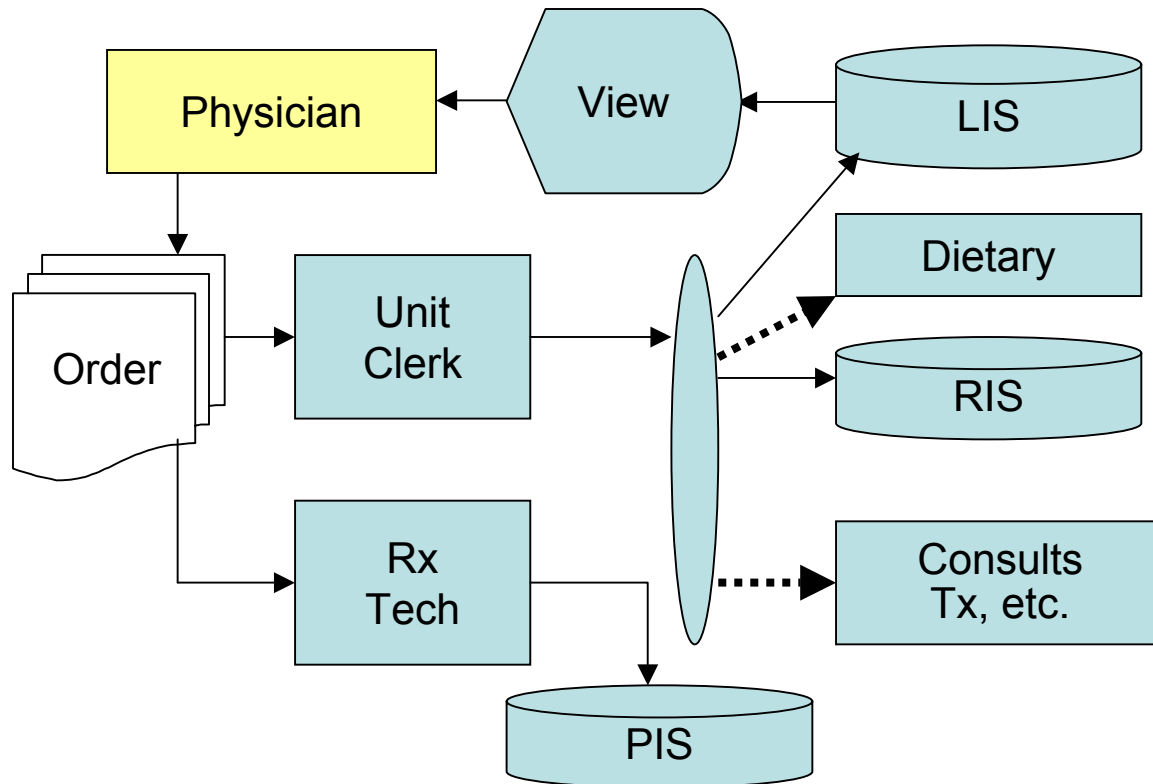 Physician
View
LIS
Dietary
Order
Unit
Clerk
RIS
Rx
Tech
Consults
Tx, etc.
PIS